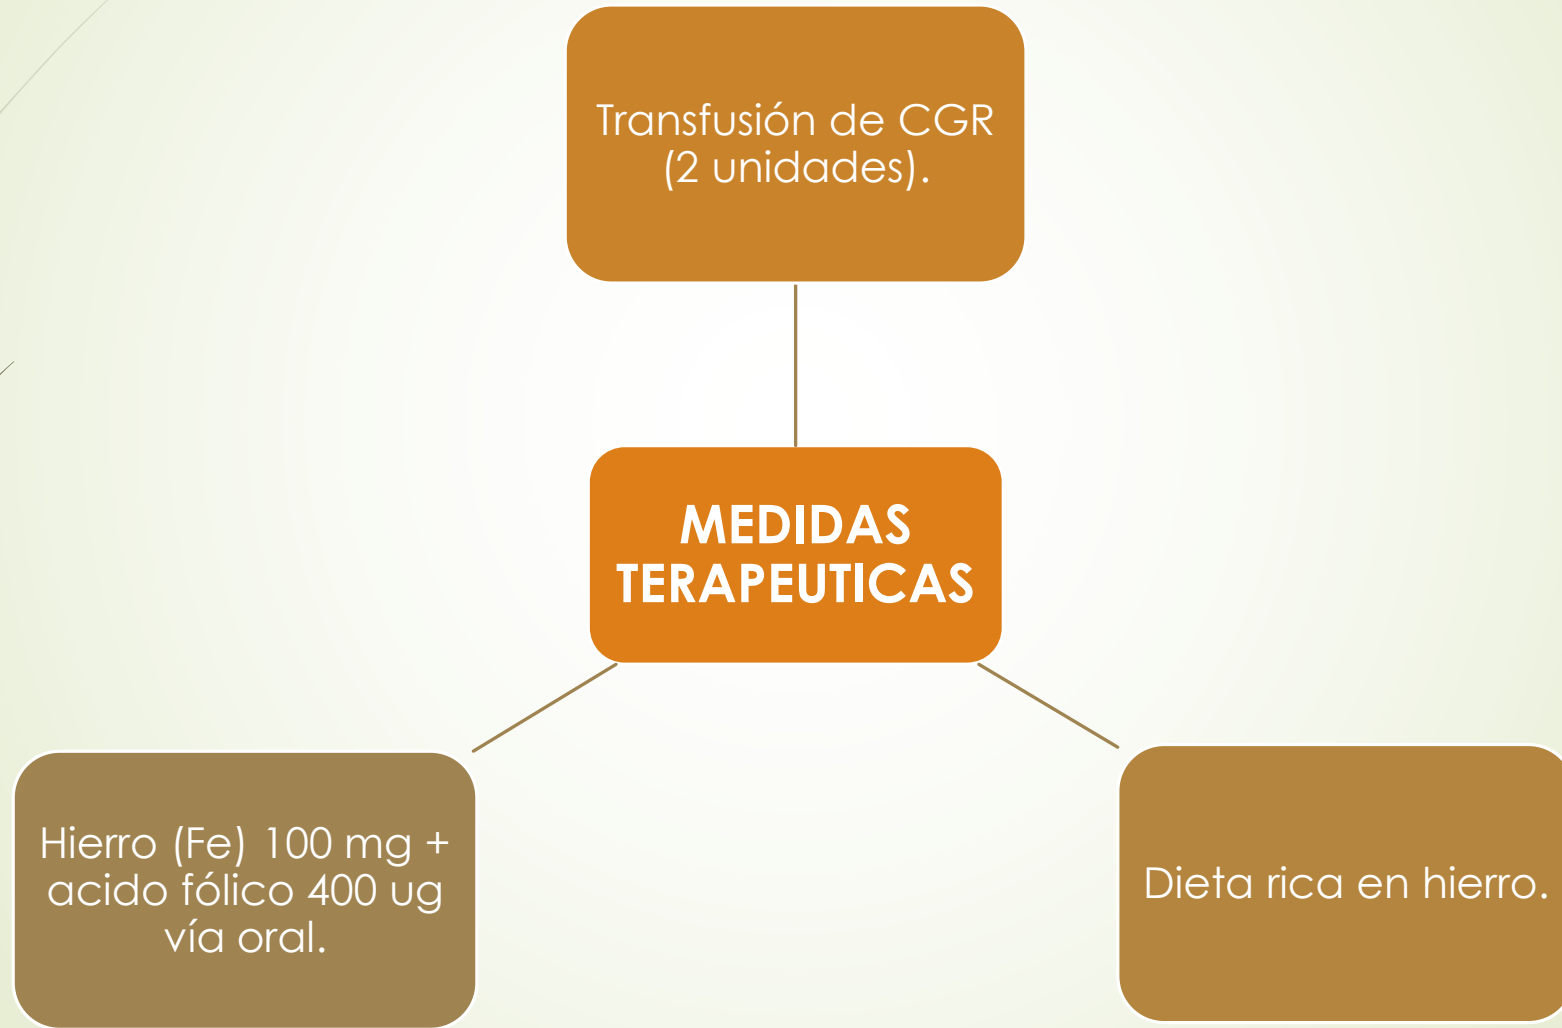 Transfusión de CGR
(2 unidades).
MEDIDAS
TERAPEUTICAS
Hierro (Fe) 100 mg +
acido fólico 400 ug
vía oral.
Dieta rica en hierro.